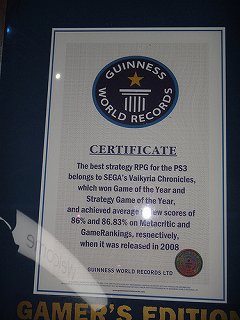 GUINNESS
WORLD RECORDS
CERTIFICATE
The best strategy RPG for the PS3
belongs to SEGA's Valkyria Chronicles,
which won Game of the Year and
Strategy Game of the Year,
and achieved average review scores of
86% and 86.83% on Metacritic and
GameRankings, respectively,
when it was released in 2008
GUINNESS WORLD RECORDS LTD
GAMER'S EDITION